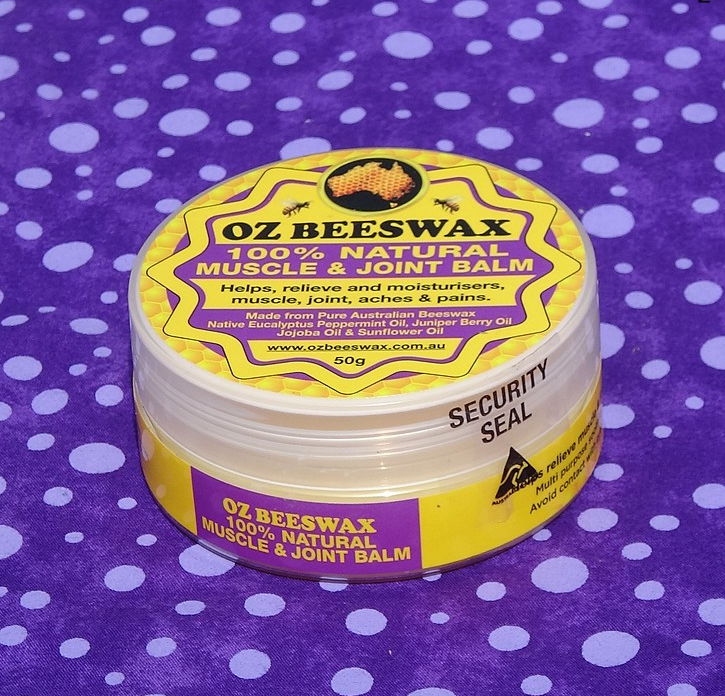 OZ BEESWAX
100% NATURAL
MUSCLE & JOINT BALM
Helps, relieve and moisturisers,
muscle, joint, aches & pains.
Made from Pure Australian Beeswax
Native Eucalyptus Peppermint Oil, Juniper Berry Oil
Jojoba Oil & Sunflower Oil
www.ozbeeswax.com.au
50g
SECURITY
SEAL
OZ BEESWAX
100% NATURAL
MUSCLE & JOINT BALM
Helps relieve
Multi purpose
Avoid contact